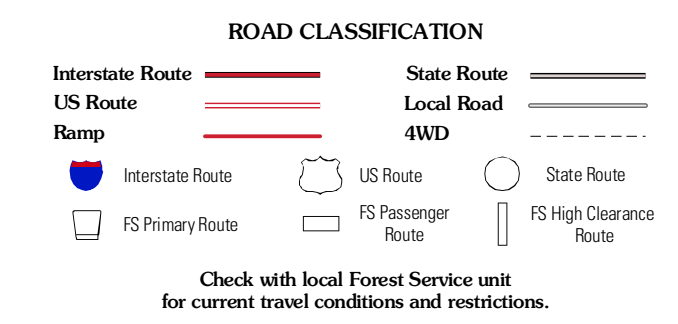 ROAD CLASSIFICATION
Interstate Route
State Route
US Route
Local Road
Ramp
4WD
Interstate Route
US Route
State Route
FS Primary Route
FS Passenger
Route
FS High Clearance
Route
Check with local Forest Service unit
for current travel conditions and restrictions.